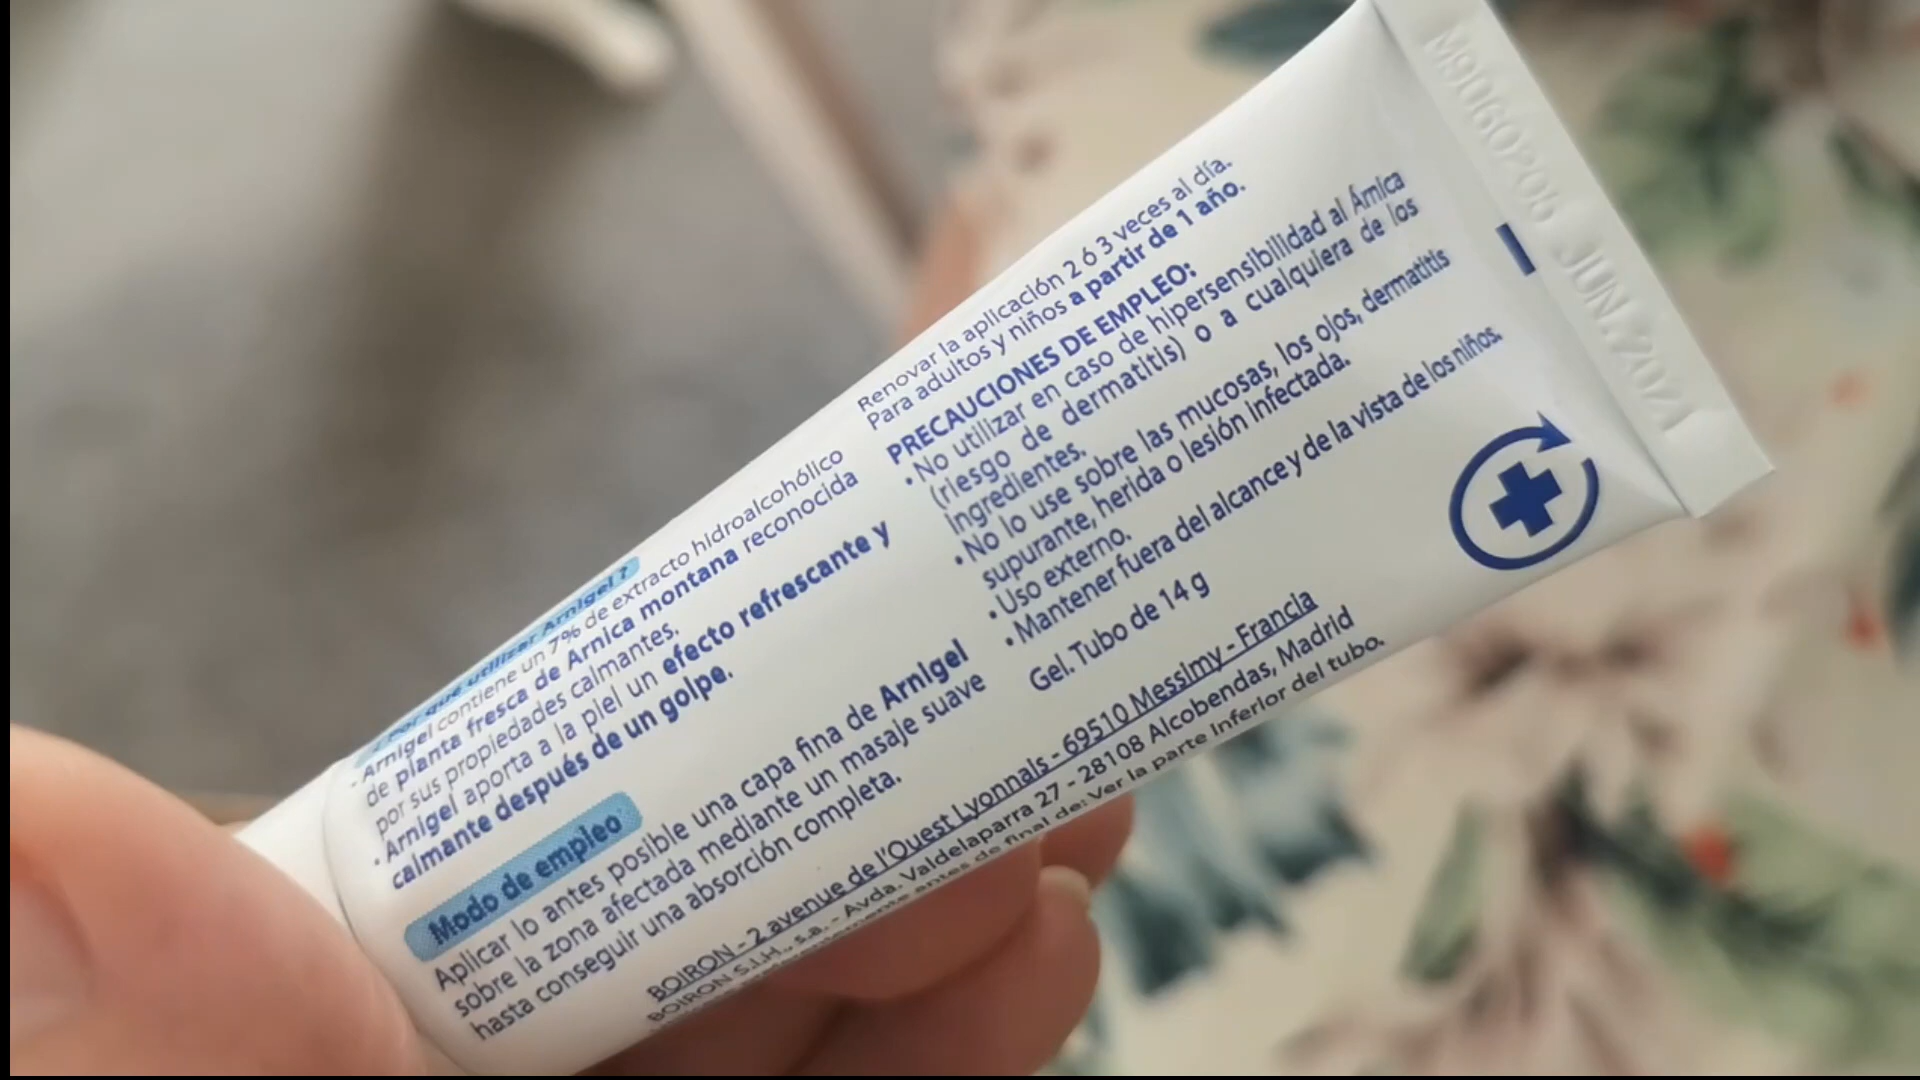 ¿Por qué utilizar Arnigel?
· Arnigel contiene un 7% de extracto hidroalcohólico
de planta fresca de Arnica montana reconocida
por sus propiedades calmantes.
· Arnigel aporta a la piel un efecto refrescante y
calmante después de un golpe.
Modo de empleo
Aplicar lo antes posible una capa fina de Arnigel
sobre la zona afectada mediante un masaje suave
hasta conseguir una absorción completa.
Renovar la aplicación 2 ó 3 veces al día.
Para adultos y niños a partir de 1 año.
PRECAUCIONES DE EMPLEO:
· No utilizar en caso de hipersensibilidad al Árnica
(riesgo de dermatitis) o a cualquiera de los
ingredientes.
· No lo use sobre las mucosas, los ojos, dermatitis
supurante, herida o lesión infectada.
· Uso externo.
· Mantener fuera del alcance y de la vista de los niños.
Gel. Tubo de 14 g
BOIRON - 2 avenue de l'Ouest Lyonnais - 69510 Messimy - Francia
BOIRON S.I.H., s.a. - Avda. Valdelaparra 27 - 28108 Alcobendas, Madrid
antes de final de: Ver la parte inferior del tubo.
JUN.2024